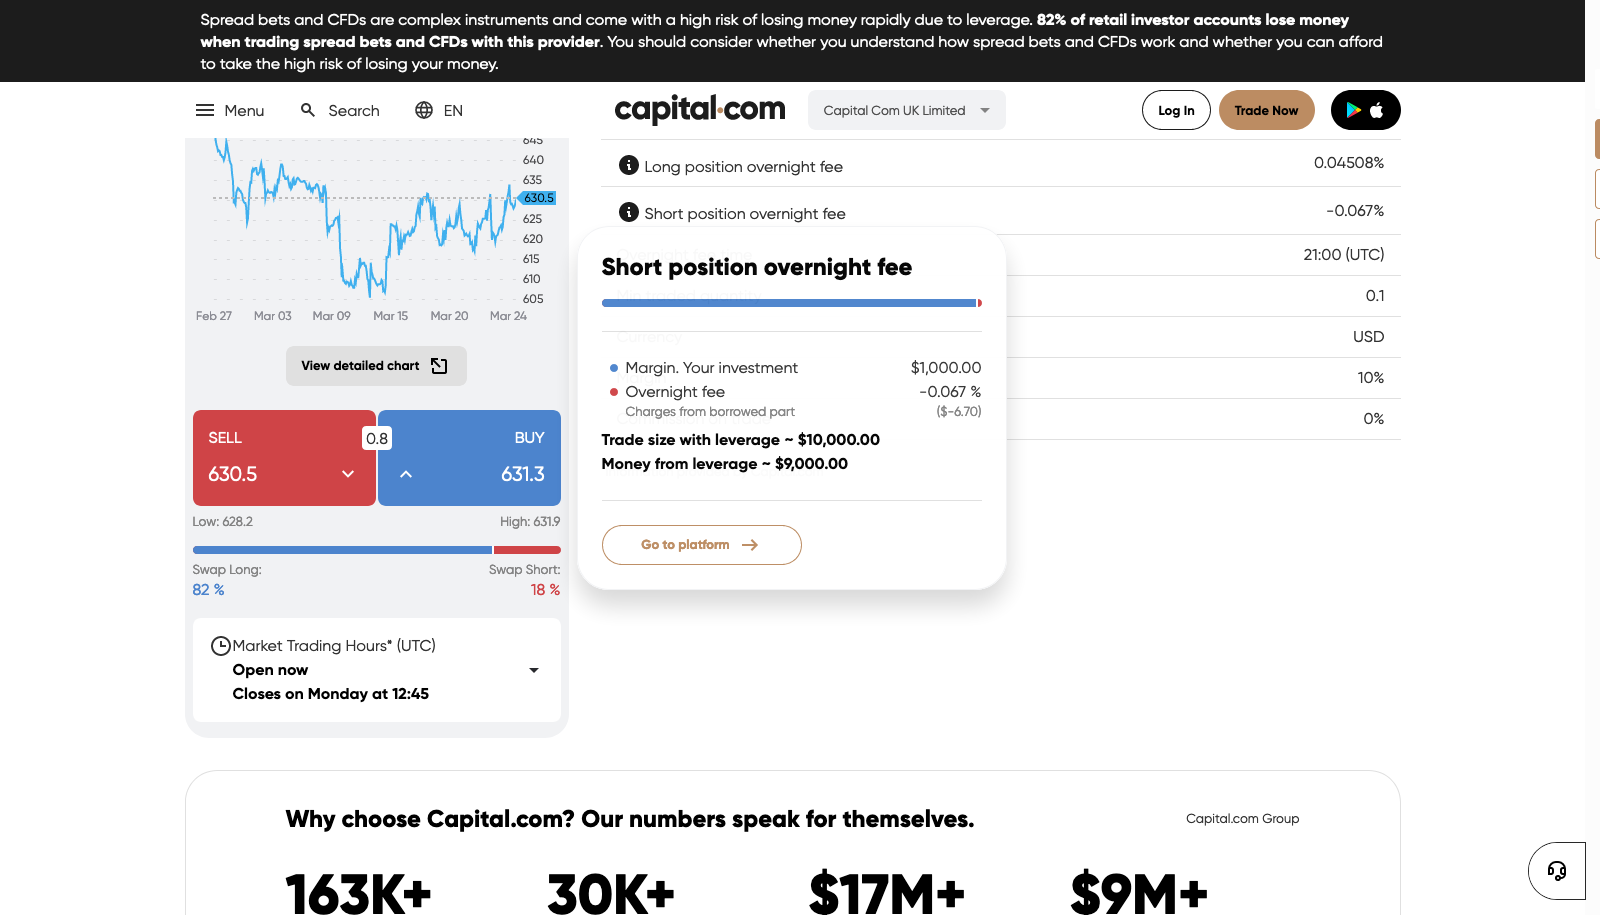 Spread bets and CFDs are complex instruments and come with a high risk of losing money rapidly due to leverage. 82% of retail investor accounts lose money
when trading spread bets and CFDs with this provider. You should consider whether you understand how spread bets and CFDs work and whether you can afford
to take the high risk of losing your money.
Menu
Search
EN
capital.com
Capital Com UK Limited
Log In
Trade Now
645
640
635
630.5
625
620
615
610
605
Feb 27
Mar 03
Mar 09
Mar 15
Mar 20
Mar 24
View detailed chart
SELL
0.8
BUY
630.5
631.3
Low: 628.2
High: 631.9
Swap Long:
Swap Short:
82 %
18 %
Market Trading Hours* (UTC)
Open now
Closes on Monday at 12:45
Long position overnight fee
0.04508%
Short position overnight fee
-0.067%
21:00 (UTC)
0.1
Currency
USD
10%
0%
Short position overnight fee
Margin. Your investment
$1,000.00
Overnight fee
-0.067 %
Charges from borrowed part
($-6.70)
Trade size with leverage ~ $10,000.00
Money from leverage ~ $9,000.00
Go to platform
Why choose Capital.com? Our numbers speak for themselves.
Capital.com Group
163K+
30K+
$17M+
$9M+